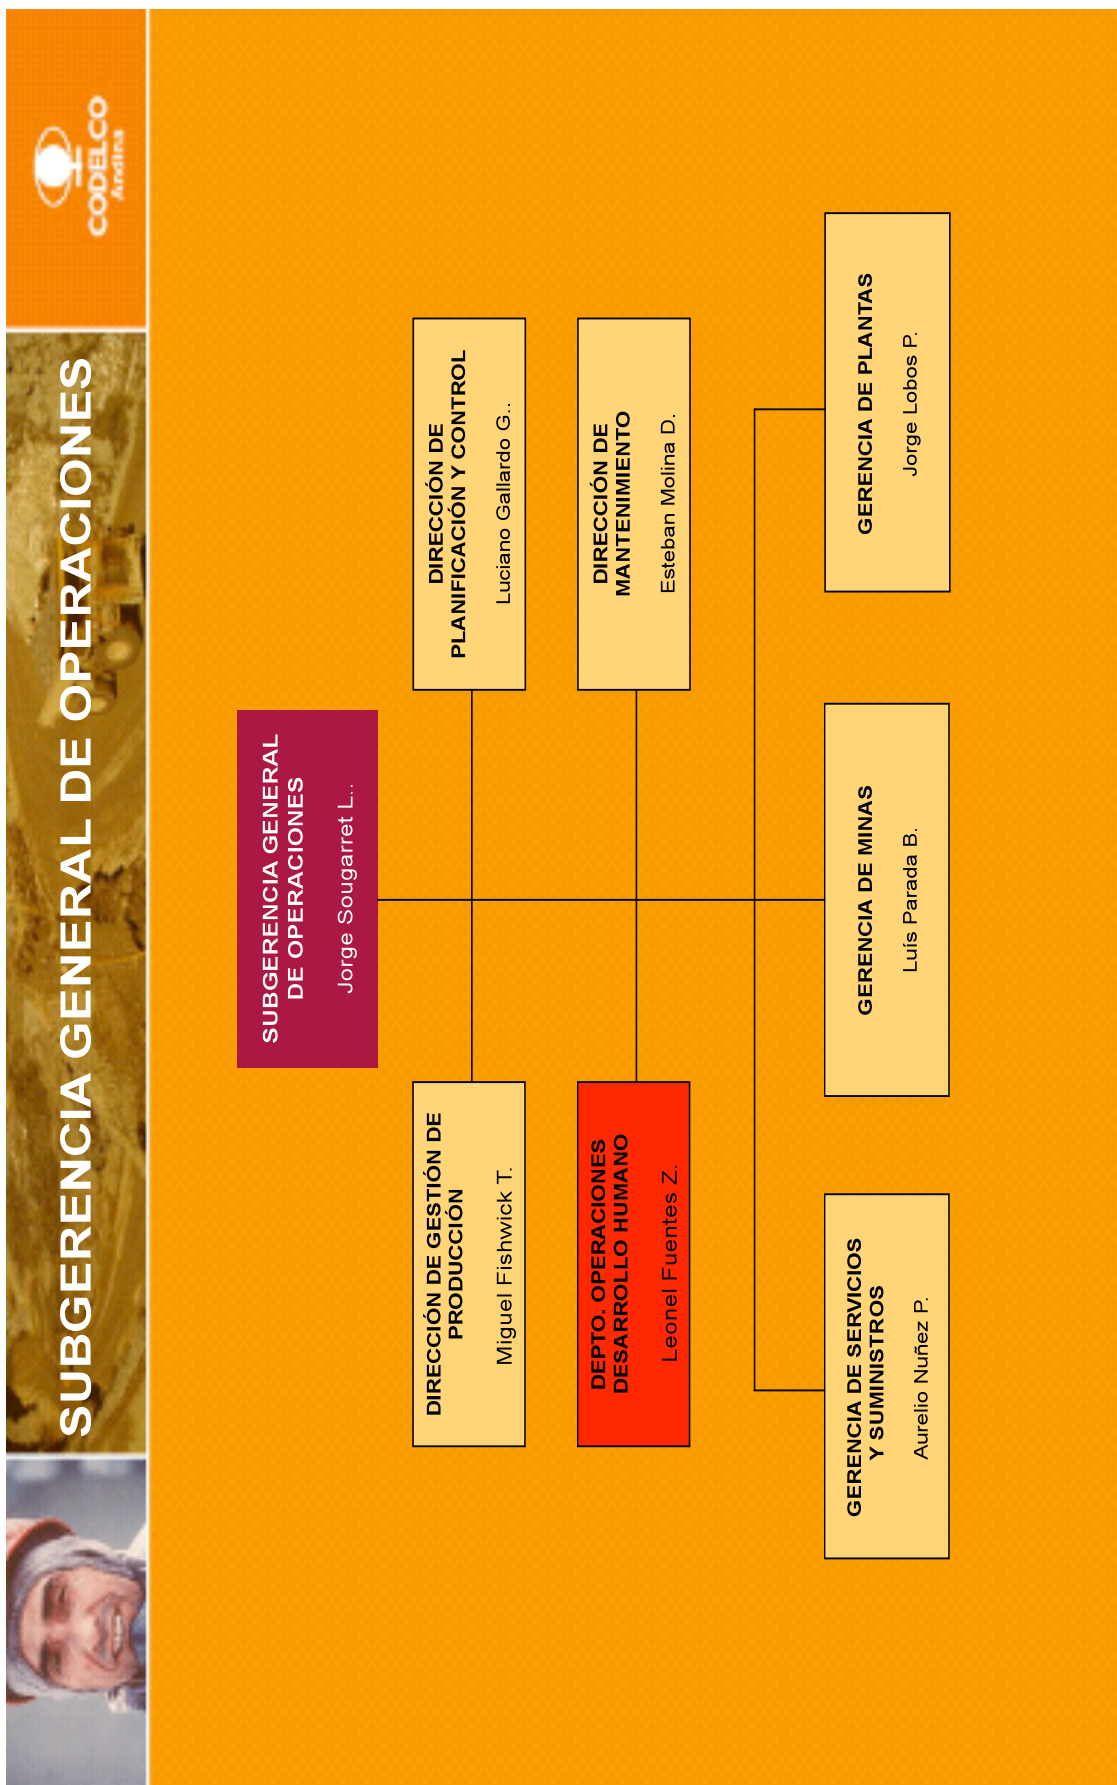 SUBGERENCIA GENERAL DE OPERACIONES
CODELCO
Andina
SUBGERENCIA GENERAL
DE OPERACIONES
Jorge Sougarret L..
DIRECCIÓN DE GESTIÓN DE
PRODUCCIÓN
Miguel Fishwick T.
DIRECCIÓN DE
PLANIFICACIÓN Y CONTROL
Luciano Gallardo G..
DEPTO. OPERACIONES
DESARROLLO HUMANO
Leonel Fuentes Z.
DIRECCIÓN DE
MANTENIMIENTO
Esteban Molina D.
GERENCIA DE SERVICIOS
Y SUMINISTROS
Aurelio Nuñez P.
GERENCIA DE MINAS
Luís Parada B.
GERENCIA DE PLANTAS
Jorge Lobos P.